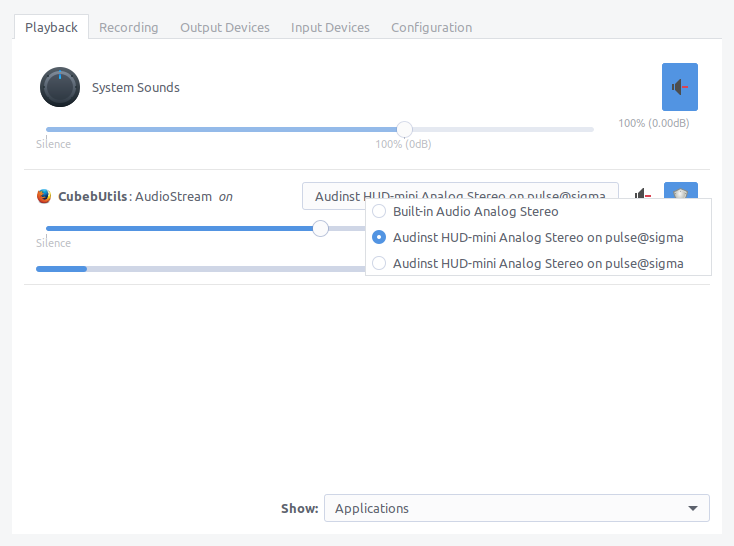 Playback Recording Output Devices Input Devices Configuration
System Sounds
100% (0.00dB)
Silence 100% (0dB)
CubebUtils: AudioStream on Audinst HUD-mini Analog Stereo on pulse@sigma
Built-in Audio Analog Stereo
Silence
Audinst HUD-mini Analog Stereo on pulse@sigma
Audinst HUD-mini Analog Stereo on pulse@sigma
Show: Applications